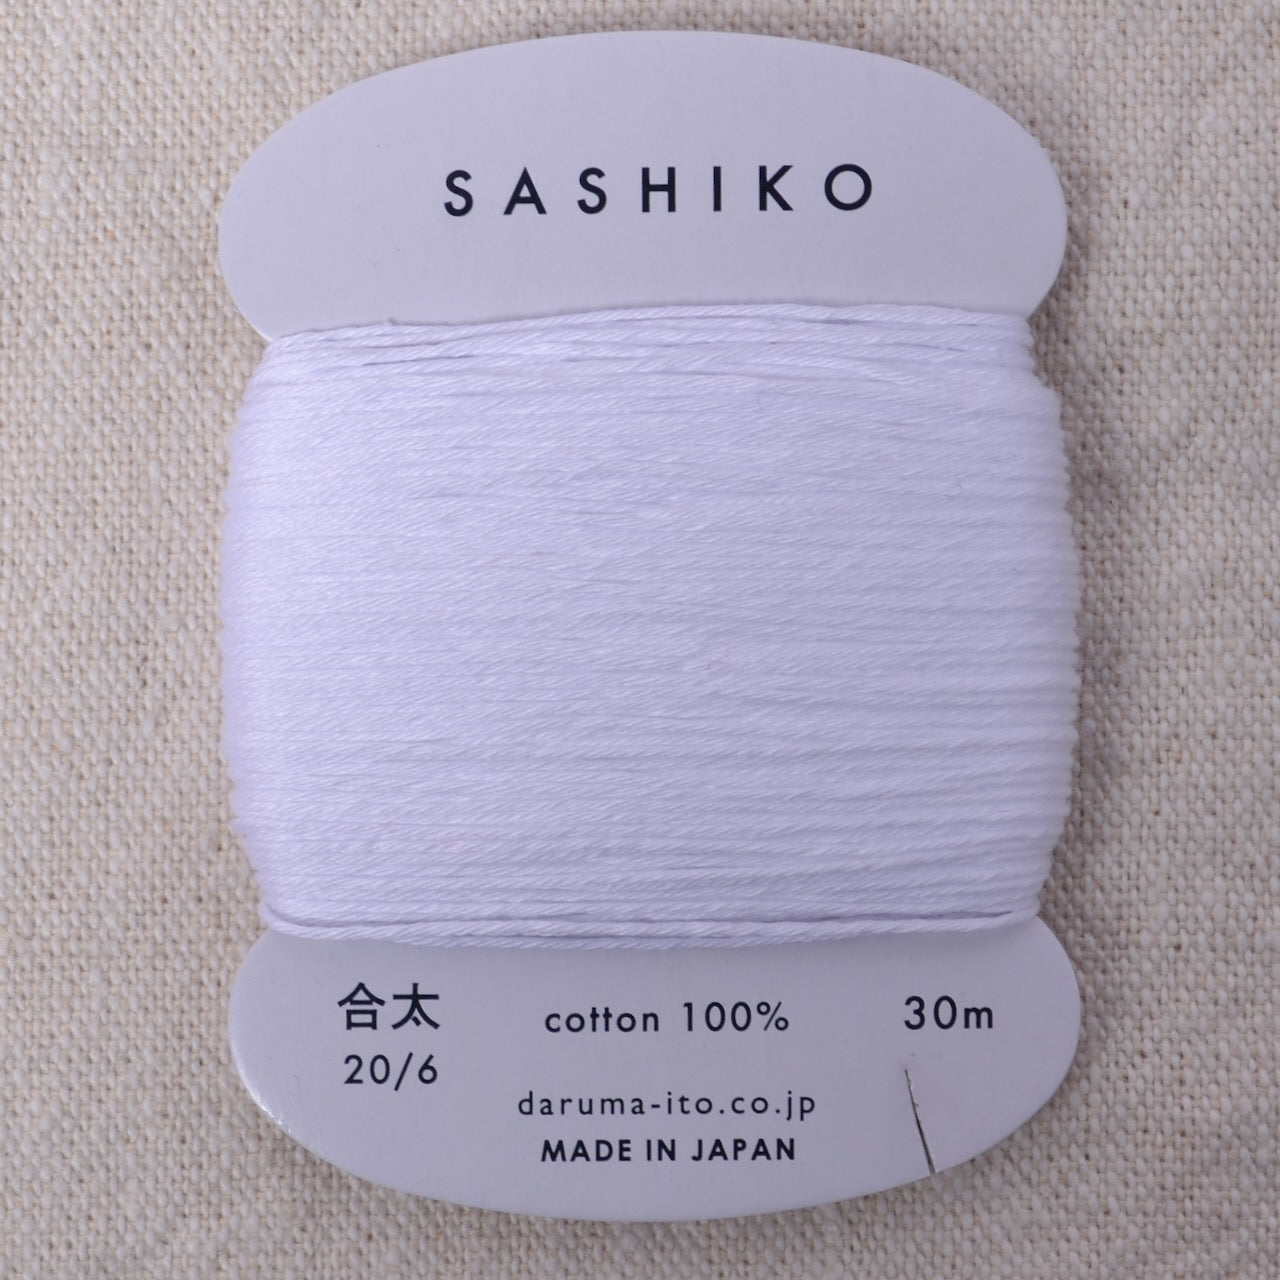 SASHIKO
合太 cotton 100% 30m
20/6
daruma-ito.co.jp
MADE IN JAPAN